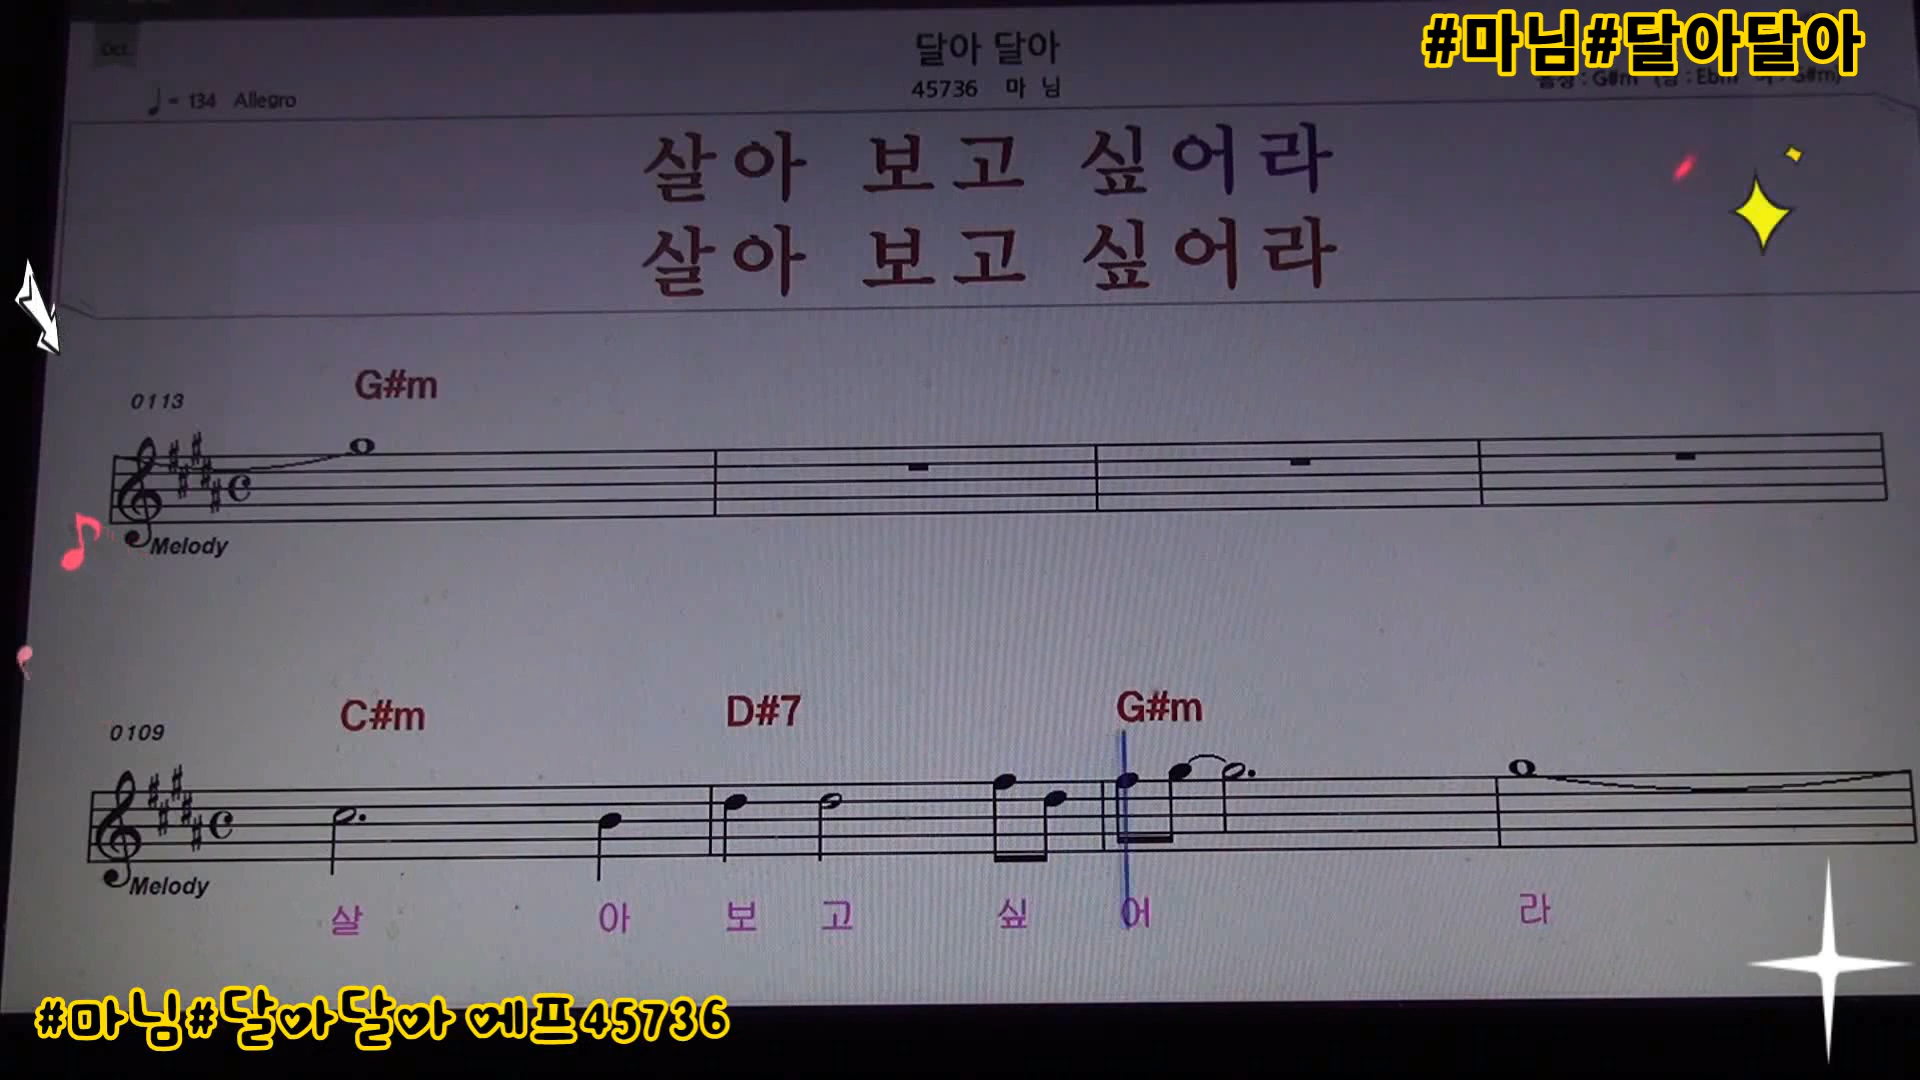 Oct.
달아 달아
#마님#달아달아
♩= 134 Allegro
45736 마 님
살아 보고 싶어라
살아 보고 싶어라
0113
G#m
Melody
C#m D#7 G#m
0109
Melody
살 아 보 고 싶 어 라
#마님#달아달아 에프45736